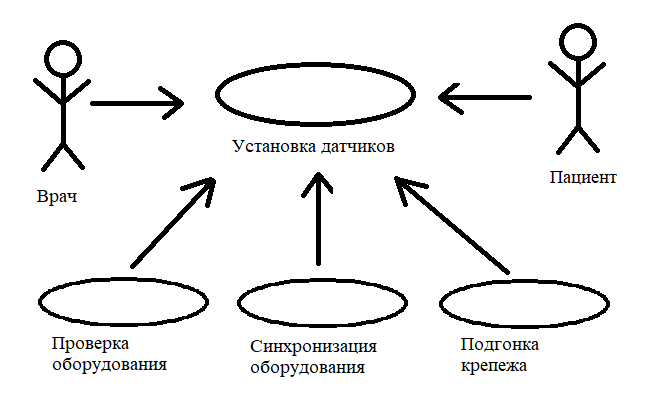 Установка датчиков
Врач
Пациент
Проверка
оборудования
Синхронизация
оборудования
Подгонка
крепежа